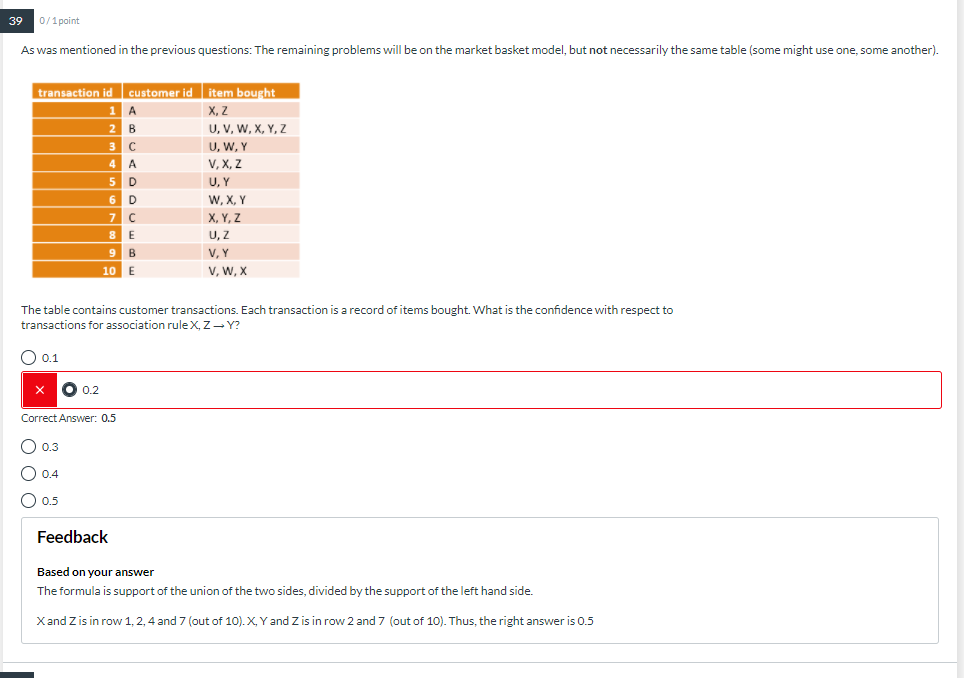 39 0 / 1 point
As was mentioned in the previous questions: The remaining problems will be on the market basket model, but not necessarily the same table (some might use one, some another).
transaction id customer id item bought
1 A X, Z
2 B U, V, W, X, Y, Z
3 C U, W, Y
4 A V, X, Z
5 D U, Y
6 D W, X, Y
7 C X, Y, Z
8 E U, Z
9 B V, Y
10 E V, W, X
The table contains customer transactions. Each transaction is a record of items bought. What is the confidence with respect to
transactions for association rule X, Z → Y?
0.1
0.2
Correct Answer: 0.5
0.3
0.4
0.5
Feedback
Based on your answer
The formula is support of the union of the two sides, divided by the support of the left hand side.
X and Z is in row 1, 2, 4 and 7 (out of 10). X, Y and Z is in row 2 and 7 (out of 10). Thus, the right answer is 0.5